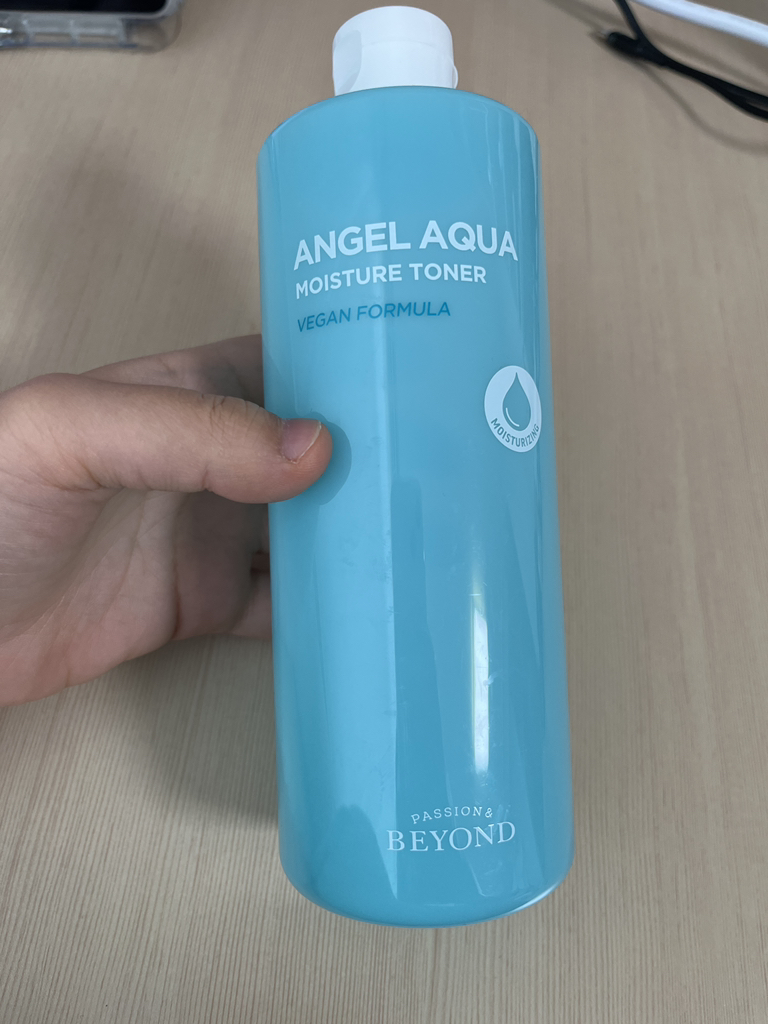 ANGEL AQUA
MOISTURE TONER
VEGAN FORMULA
MOISTURIZING
PASSION&
BEYOND